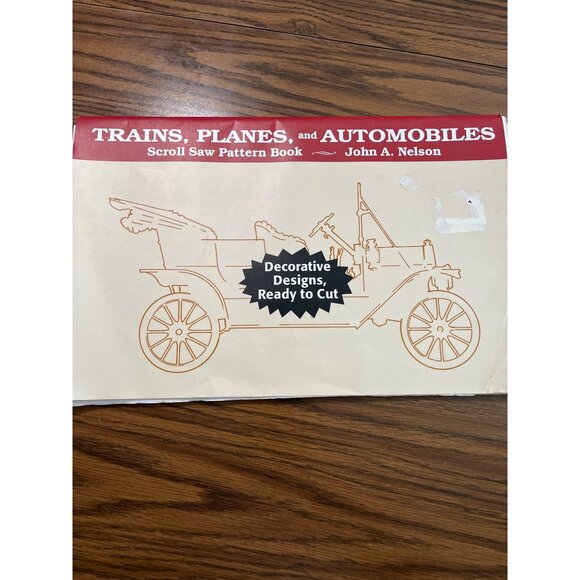 TRAINS, PLANES, and AUTOMOBILES
Scroll Saw Pattern Book ~ John A. Nelson
Decorative
Designs,
Ready to Cut